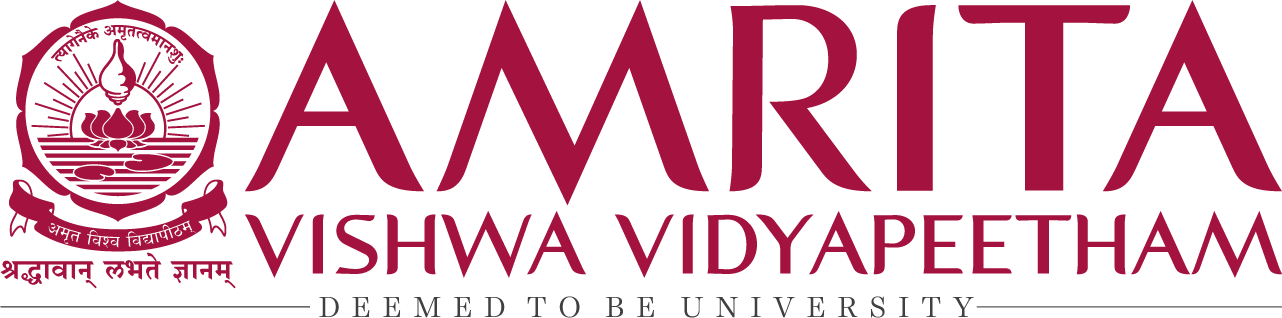 त्यागेनैके अमृतत्वमानशुः
अमृत विश्व विद्यापीठम्
श्रद्धावान् लभते ज्ञानम्
AMRITA
VISHWA VIDYAPEETHAM
DEEMED TO BE UNIVERSITY